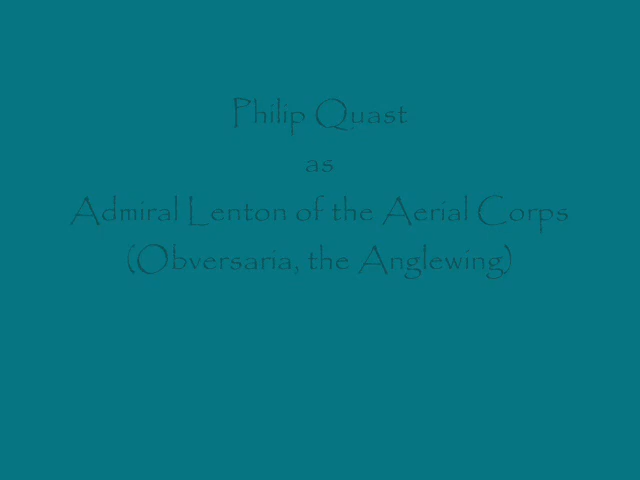 Philip Quast
as
Admiral Lenton of the Aerial Corps
(Obversaria, the Anglewing)